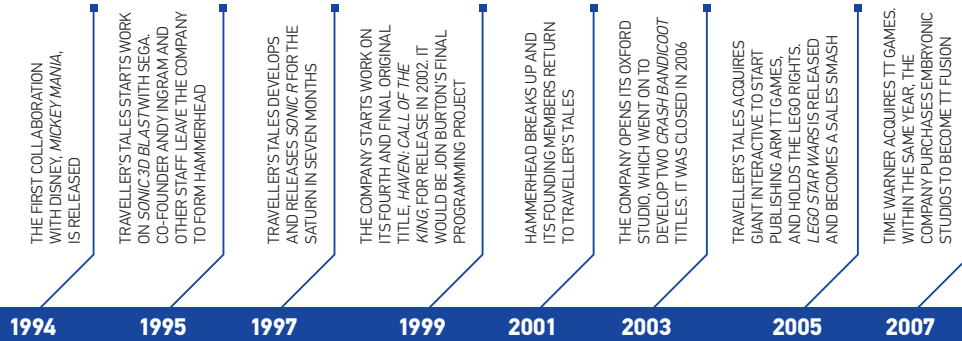 THE FIRST COLLABORATION
WITH DISNEY, MICKEY MANIA,
IS RELEASED
TRAVELLER'S TALES STARTS WORK
ON SONIC 3D BLAST WITH SEGA.
CO-FOUNDER ANDY INGRAM AND
OTHER STAFF LEAVE THE COMPANY
TO FORM HAMMERHEAD
TRAVELLER'S TALES DEVELOPS
AND RELEASES SONIC R FOR THE
SATURN IN SEVEN MONTHS
THE COMPANY STARTS WORK ON
ITS FOURTH AND FINAL ORIGINAL
TITLE, HAVEN: CALL OF THE
KING, FOR RELEASE IN 2002. IT
WOULD BE JON BURTON'S FINAL
PROGRAMMING PROJECT
HAMMERHEAD BREAKS UP AND
ITS FOUNDING MEMBERS RETURN
TO TRAVELLER'S TALES
THE COMPANY OPENS ITS OXFORD
STUDIO, WHICH WENT ON TO
DEVELOP TWO CRASH BANDICOOT
TITLES. IT WAS CLOSED IN 2006
TRAVELLER'S TALES ACQUIRES
GIANT INTERACTIVE TO START
PUBLISHING ARM TT GAMES,
AND HOLDS THE LEGO RIGHTS.
LEGO STAR WARS IS RELEASED
AND BECOMES A SALES SMASH
TIME WARNER ACQUIRES TT GAMES.
WITHIN THE SAME YEAR, THE
COMPANY PURCHASES EMBRYONIC
STUDIOS TO BECOME TT FUSION
1994
1995
1997
1999
2001
2003
2005
2007